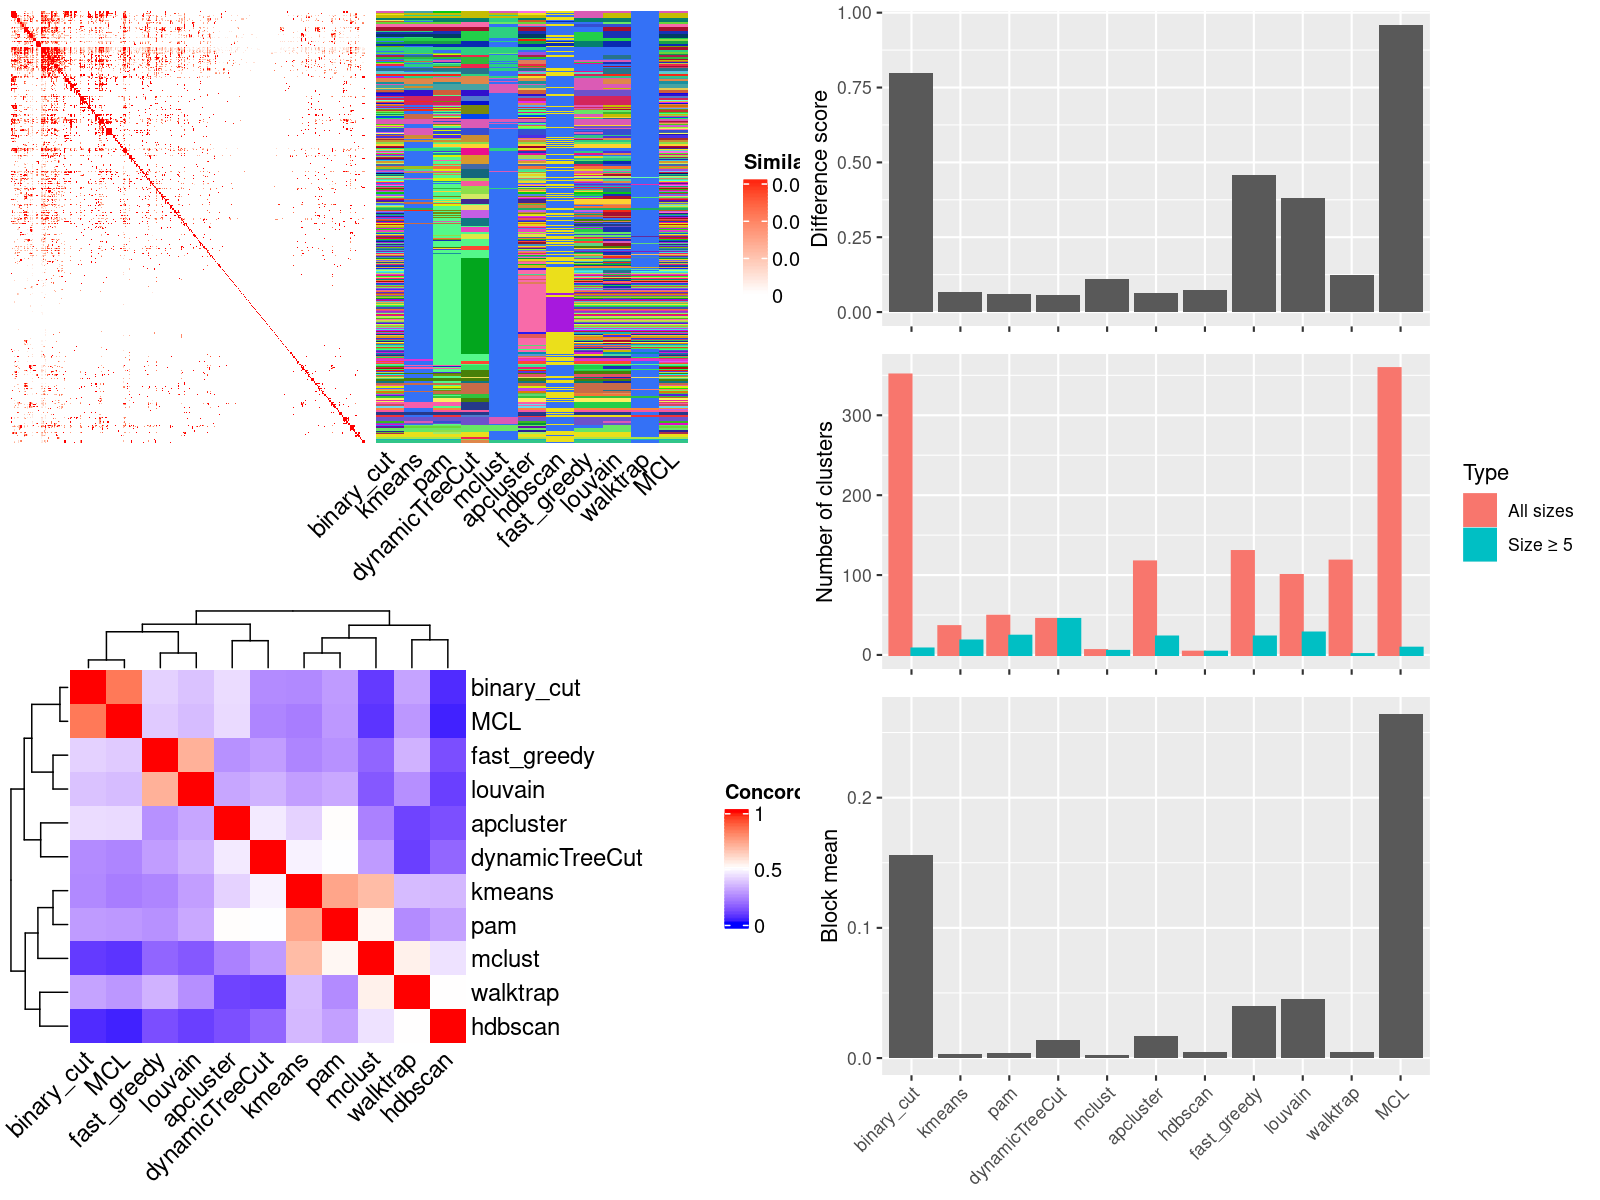 Simila
0.0
0.0
0.0
0
binary_cut
kmeans
pam
dynamicTreeCut
mclust
apcluster
hdbscan
fast_greedy
louvain
walktrap
MCL
binary_cut
MCL
fast_greedy
louvain
apcluster
dynamicTreeCut
kmeans
pam
mclust
walktrap
hdbscan
binary_cut
MCL
fast_greedy
louvain
apcluster
dynamicTreeCut
kmeans
pam
mclust
walktrap
hdbscan
Concord
1
0.5
0
Difference score
1.00
0.75
0.50
0.25
0.00
Number of clusters
300
200
100
0
Type
All sizes
Size ≥ 5
Block mean
0.2
0.1
0.0
binary_cut
kmeans
pam
dynamicTreeCut
mclust
apcluster
hdbscan
fast_greedy
louvain
walktrap
MCL